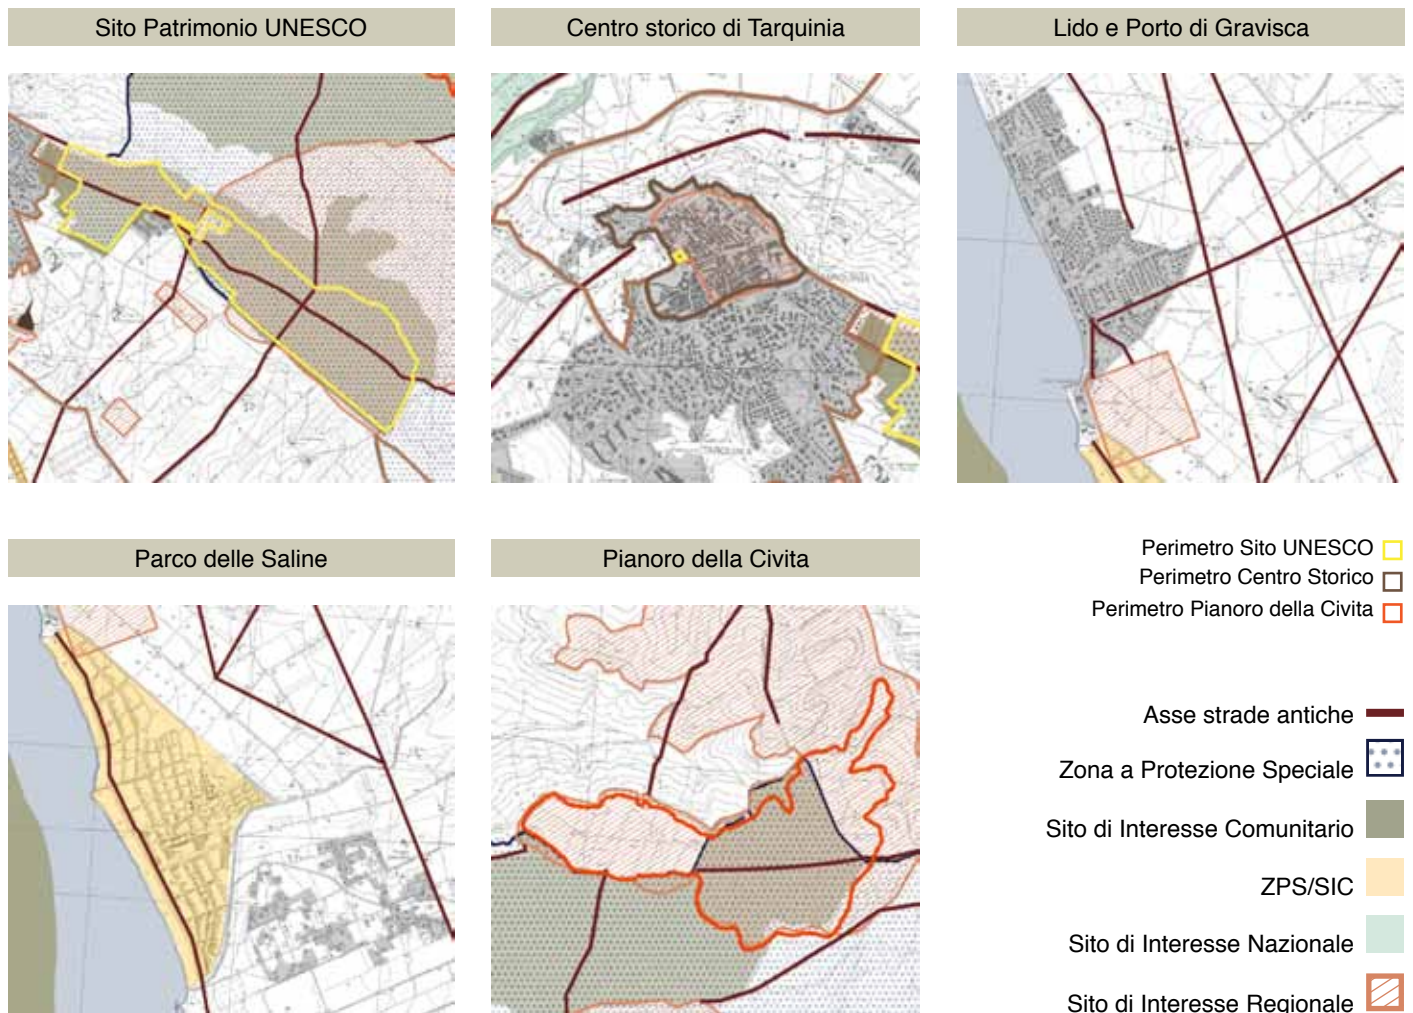 Sito Patrimonio UNESCO
Centro storico di Tarquinia
Lido e Porto di Gravisca
Parco delle Saline
Pianoro della Civita
Perimetro Sito UNESCO
Perimetro Centro Storico
Perimetro Pianoro della Civita
Asse strade antiche
Zona a Protezione Speciale
Sito di Interesse Comunitario
ZPS/SIC
Sito di Interesse Nazionale
Sito di Interesse Regionale